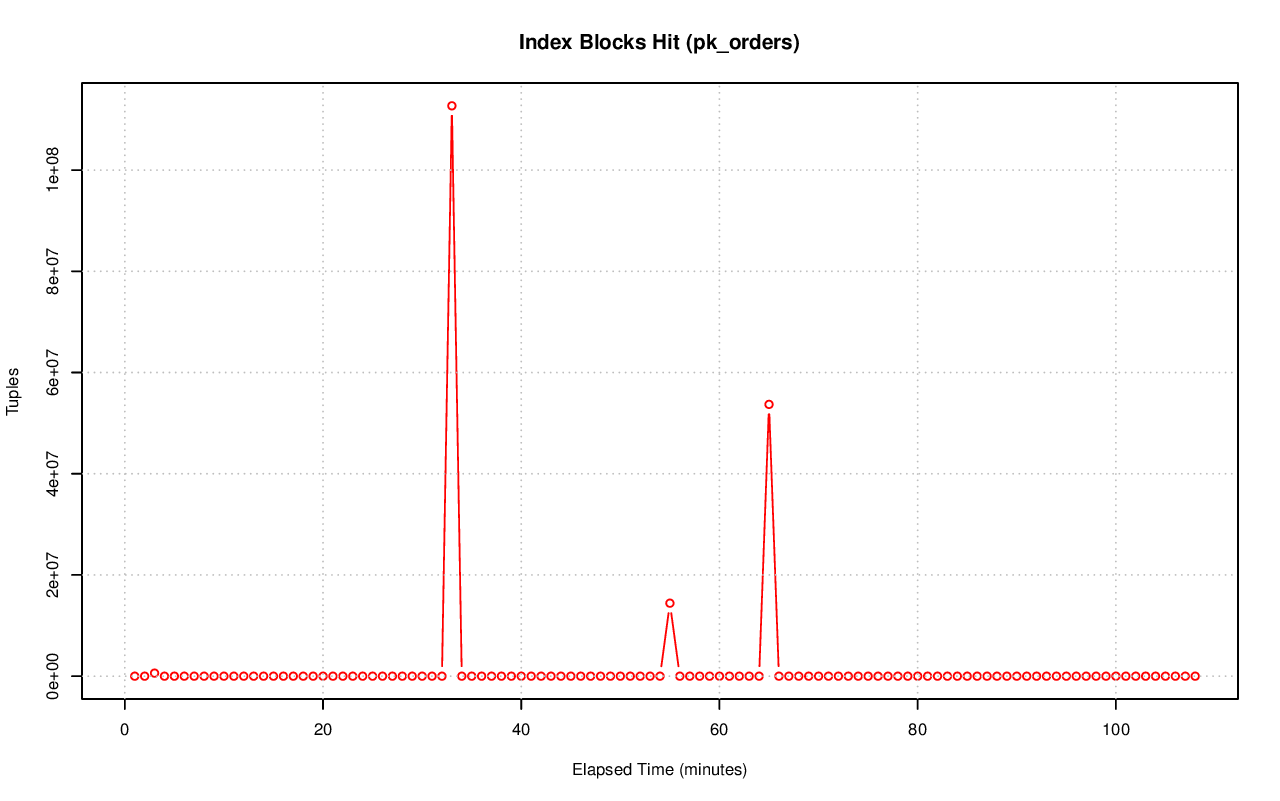 Index Blocks Hit (pk_orders)
Tuples
1e+08
8e+07
6e+07
4e+07
2e+07
0e+00
0 20 40 60 80 100
Elapsed Time (minutes)